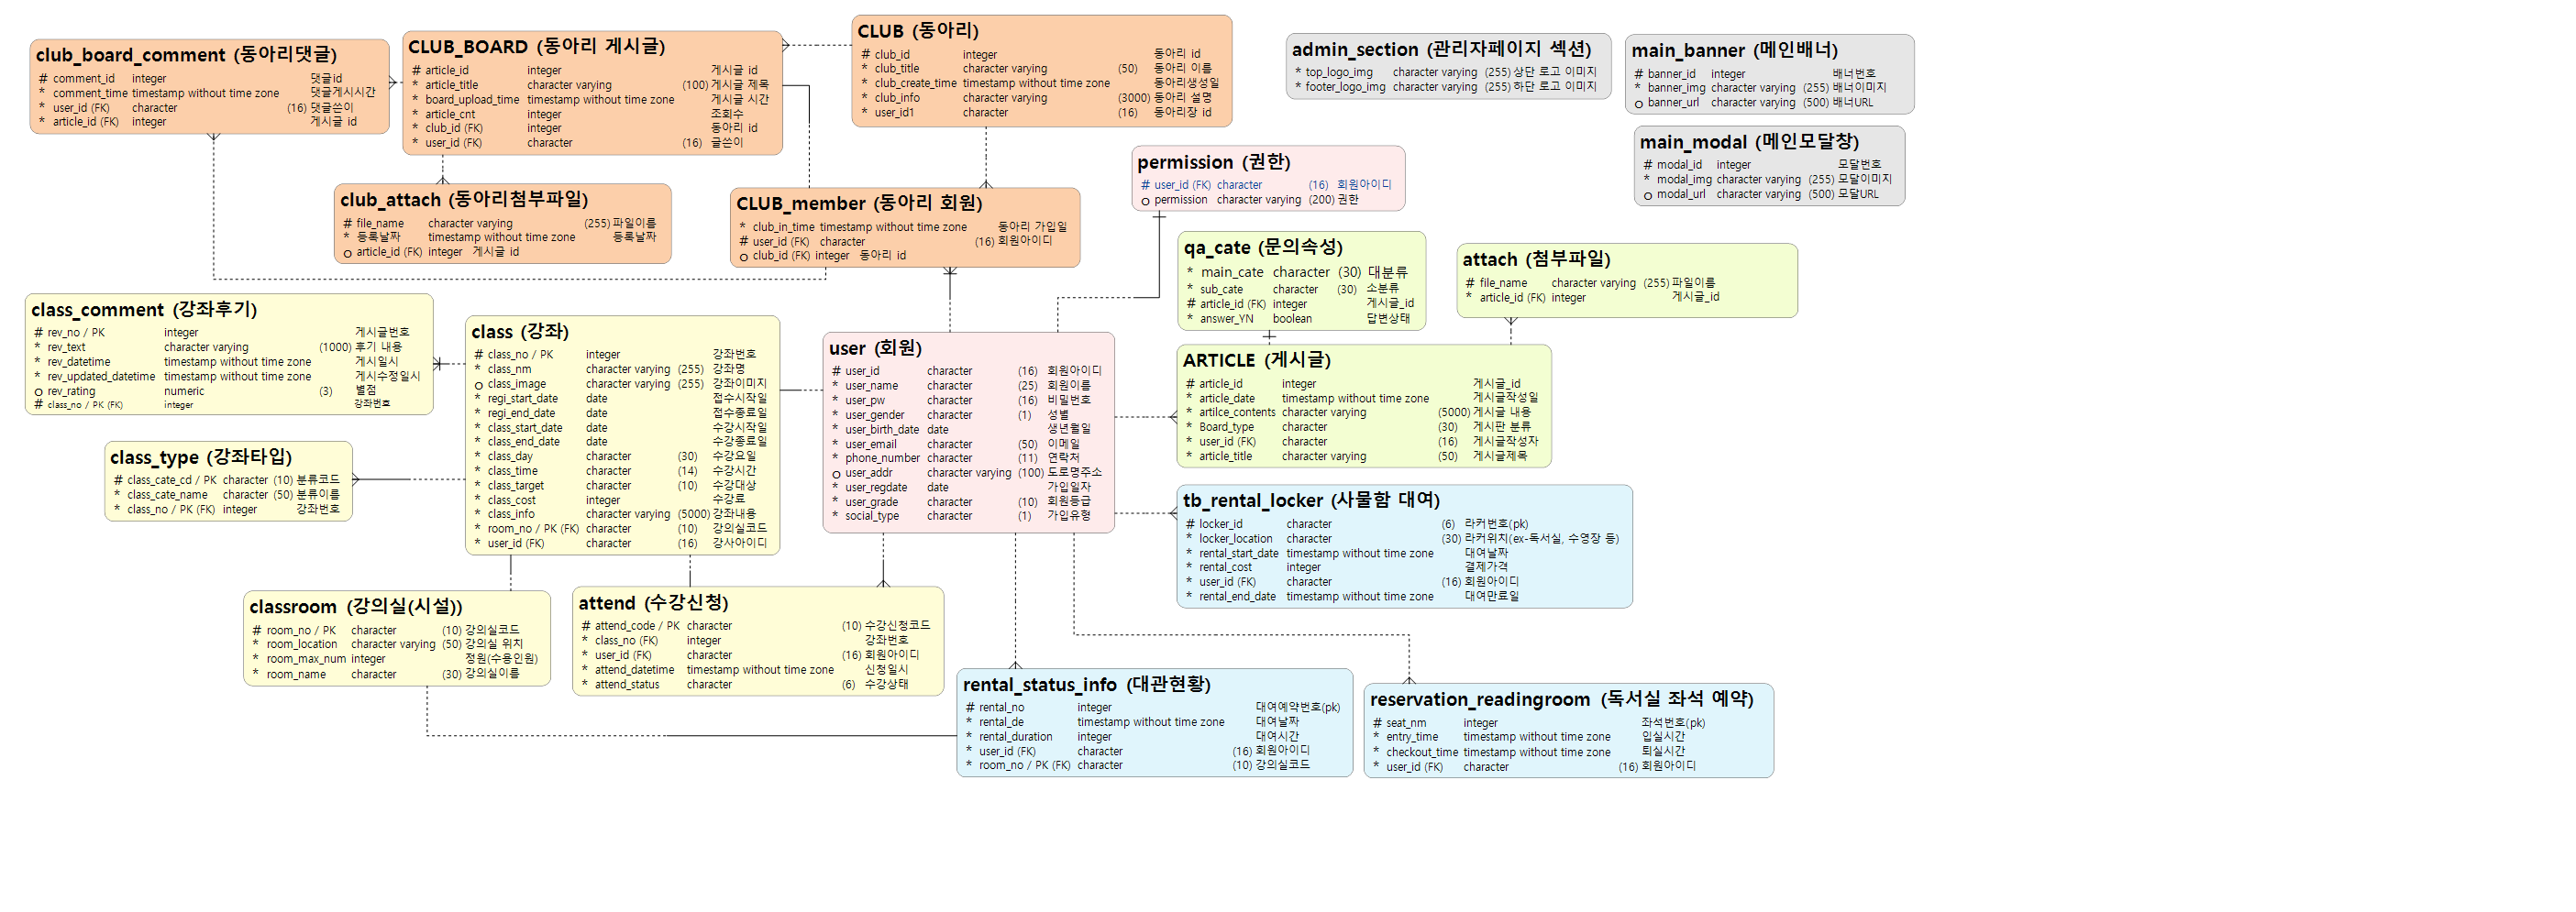 club_board_comment (동아리댓글)
# comment_id integer 댓글id
* comment_time timestamp without time zone 댓글게시시간
* user_id (FK) character (16) 댓글쓴이
* article_id (FK) integer 게시글 id
CLUB_BOARD (동아리 게시글)
# article_id integer 게시글 id
* article_title character varying (100) 게시글 제목
* board_upload_time timestamp without time zone 게시글 시간
* article_cnt integer 조회수
* club_id (FK) integer 동아리 id
* user_id (FK) character (16) 글쓴이
CLUB (동아리)
# club_id integer 동아리 id
* club_title character varying (50) 동아리 이름
* club_create_time timestamp without time zone 동아리생성일
* club_info character varying (3000) 동아리 설명
* user_id1 character (16) 동아리장 id
admin_section (관리자페이지 섹션)
* top_logo_img character varying (255) 상단 로고 이미지
* footer_logo_img character varying (255) 하단 로고 이미지
main_banner (메인배너)
# banner_id integer 배너번호
* banner_img character varying (255) 배너이미지
o banner_url character varying (500) 배너URL
main_modal (메인모달창)
# modal_id integer 모달번호
* modal_img character varying (255) 모달이미지
o modal_url character varying (500) 모달URL
club_attach (동아리첨부파일)
# file_name character varying (255) 파일이름
* 등록날짜 timestamp without time zone 등록날짜
o article_id (FK) integer 게시글 id
CLUB_member (동아리 회원)
* club_in_time timestamp without time zone 동아리 가입일
# user_id (FK) character (16) 회원아이디
o club_id (FK) integer 동아리 id
permission (권한)
# user_id (FK) character (16) 회원아이디
o permission character varying (200) 권한
qa_cate (문의속성)
* main_cate character (30) 대분류
* sub_cate character (30) 소분류
# article_id (FK) integer 게시글_id
* answer_YN boolean 답변상태
attach (첨부파일)
# file_name character varying (255) 파일이름
* article_id (FK) integer 게시글_id
class_comment (강좌후기)
# rev_no / PK integer 게시글번호
* rev_text character varying (1000) 후기 내용
* rev_datetime timestamp without time zone 게시일시
* rev_updated_datetime timestamp without time zone 게시수정일시
o rev_rating numeric (3) 별점
# class_no / PK (FK) integer 강좌번호
class (강좌)
# class_no / PK integer 강좌번호
* class_nm character varying (255) 강좌명
o class_image character varying (255) 강좌이미지
* regi_start_date date 접수시작일
* regi_end_date date 접수종료일
* class_start_date date 수강시작일
* class_end_date date 수강종료일
* class_day character (30) 수강요일
* class_time character (14) 수강시간
* class_target character (10) 수강대상
* class_cost integer 수강료
* class_info character varying (5000) 강좌내용
* room_no / PK (FK) character (10) 강의실코드
* user_id (FK) character (16) 강사아이디
user (회원)
# user_id character (16) 회원아이디
* user_name character (25) 회원이름
* user_pw character (16) 비밀번호
* user_gender character (1) 성별
* user_birth_date date 생년월일
* user_email character (50) 이메일
* phone_number character (11) 연락처
o user_addr character varying (100) 도로명주소
* user_regdate date 가입일자
* user_grade character (10) 회원등급
* social_type character (1) 가입유형
ARTICLE (게시글)
# article_id integer 게시글_id
* article_date timestamp without time zone 게시글작성일
* artilce_contents character varying (5000) 게시글 내용
* Board_type character (30) 게시판 분류
* user_id (FK) character (16) 게시글작성자
* article_title character varying (50) 게시글제목
class_type (강좌타입)
# class_cate_cd / PK character (10) 분류코드
* class_cate_name character (50) 분류이름
* class_no / PK (FK) integer 강좌번호
tb_rental_locker (사물함 대여)
# locker_id character (6) 라커번호(pk)
* locker_location character (30) 라커위치(ex-독서실, 수영장 등)
* rental_start_date timestamp without time zone 대여날짜
* rental_cost integer 결제가격
* user_id (FK) character (16) 회원아이디
* rental_end_date timestamp without time zone 대여만료일
classroom (강의실(시설))
# room_no / PK character (10) 강의실코드
* room_location character varying (50) 강의실 위치
* room_max_num integer 정원(수용인원)
* room_name character (30) 강의실이름
attend (수강신청)
# attend_code / PK character (10) 수강신청코드
* class_no (FK) integer 강좌번호
* user_id (FK) character (16) 회원아이디
* attend_datetime timestamp without time zone 신청일시
* attend_status character (6) 수강상태
rental_status_info (대관현황)
# rental_no integer 대여예약번호(pk)
* rental_de timestamp without time zone 대여날짜
* rental_duration integer 대여시간
* user_id (FK) character (16) 회원아이디
* room_no / PK (FK) character (10) 강의실코드
reservation_readingroom (독서실 좌석 예약)
# seat_nm integer 좌석번호(pk)
* entry_time timestamp without time zone 입실시간
* checkout_time timestamp without time zone 퇴실시간
* user_id (FK) character (16) 회원아이디